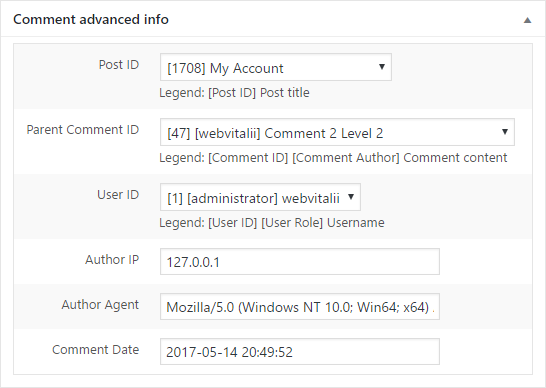 Comment advanced info
Post ID [1708] My Account
Legend: [Post ID] Post title
Parent Comment ID [47] [webvitalii] Comment 2 Level 2
Legend: [Comment ID] [Comment Author] Comment content
User ID [1] [administrator] webvitalii
Legend: [User ID] [User Role] Username
Author IP 127.0.0.1
Author Agent Mozilla/5.0 (Windows NT 10.0; Win64; x64)
Comment Date 2017-05-14 20:49:52